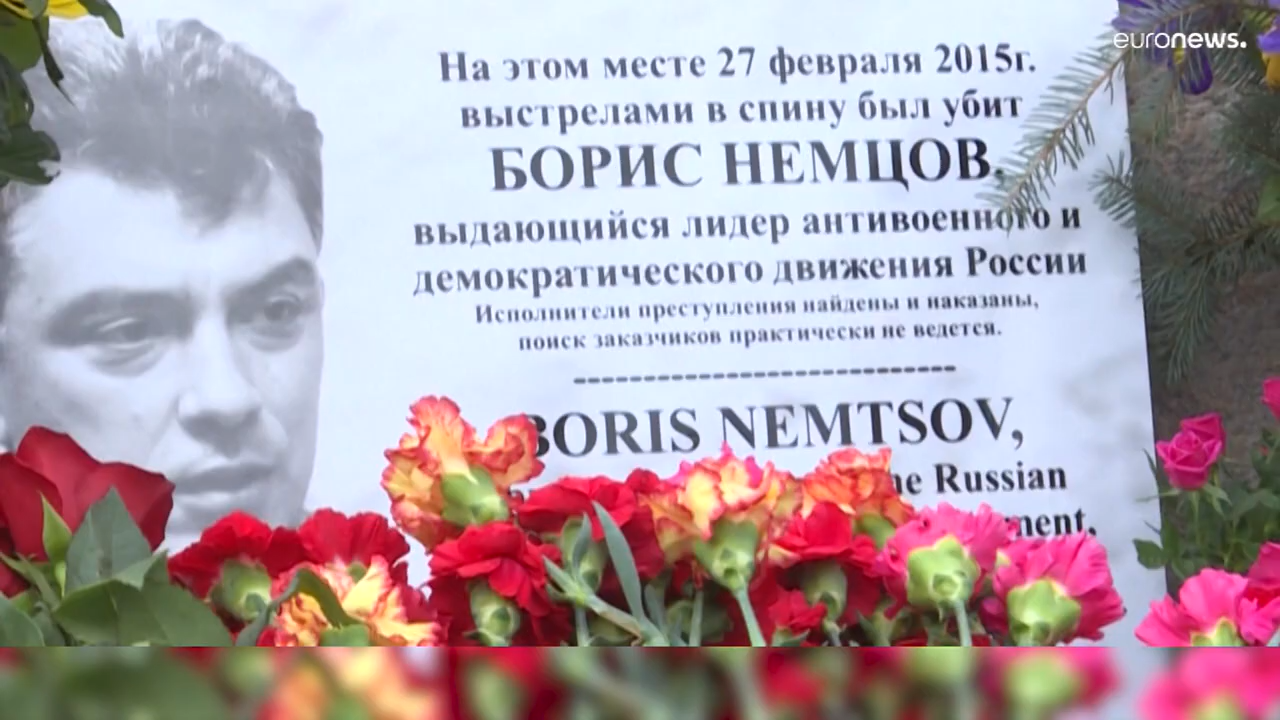 euronews.
На этом месте 27 февраля 2015г.
выстрелами в спину был убит
БОРИС НЕМЦОВ,
выдающийся лидер антивоенного и
демократического движения России
Исполнители преступления найдены и наказаны,
поиск заказчиков практически не ведется.
---------------------------
BORIS NEMTSOV,
Russian